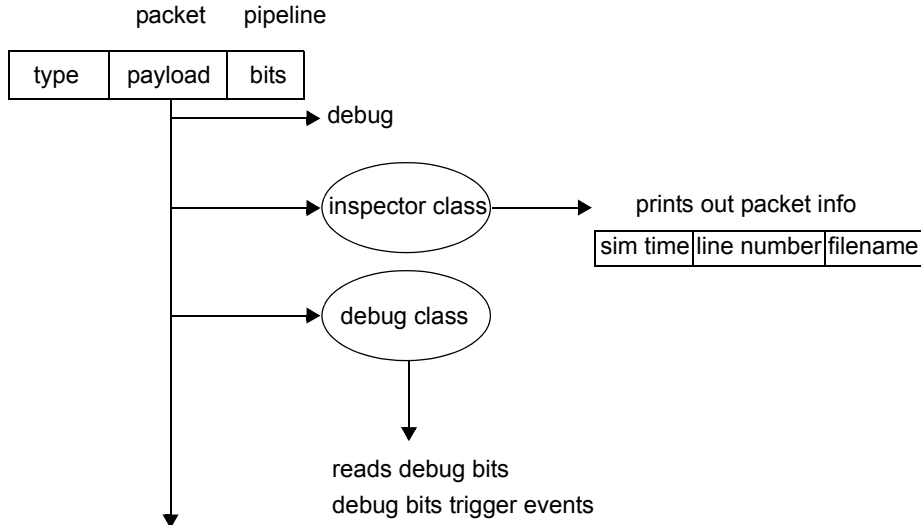 packet pipeline
type payload bits
debug
inspector class
prints out packet info
sim time line number filename
debug class
reads debug bits
debug bits trigger events